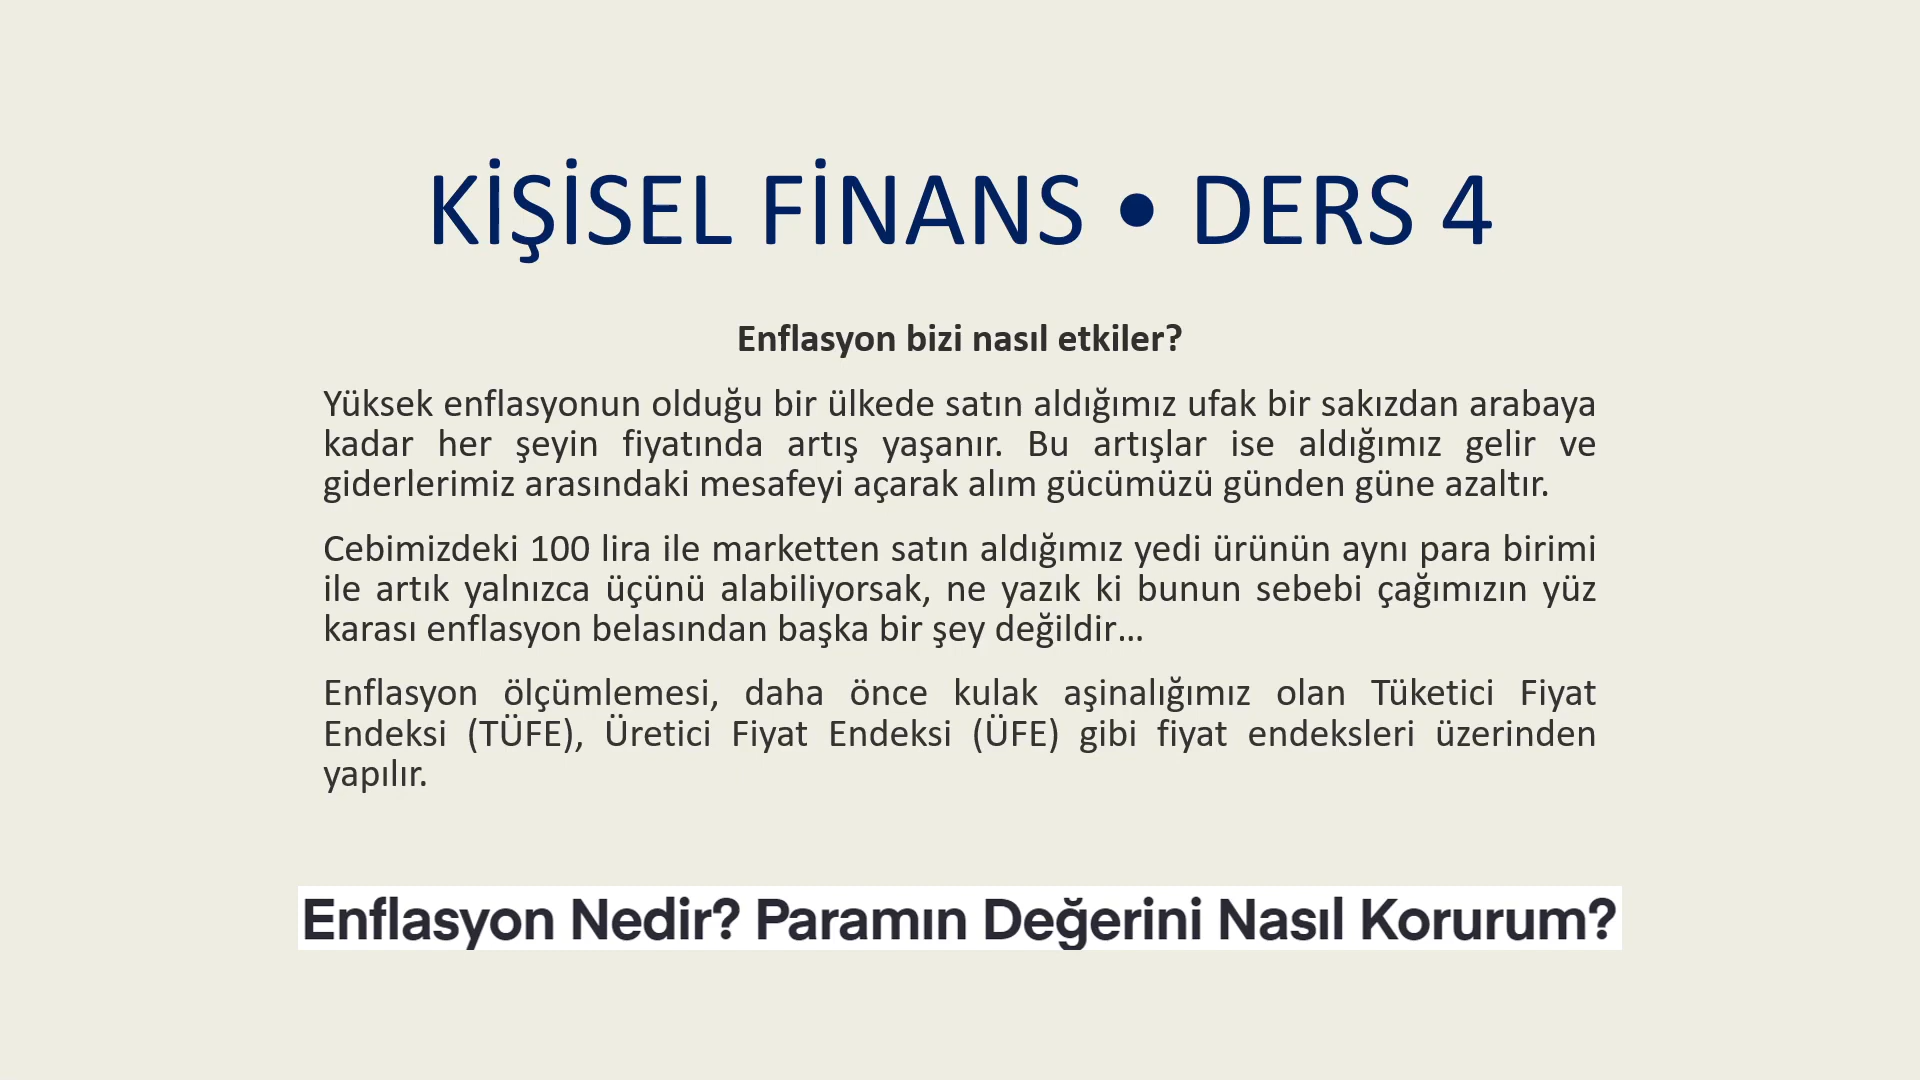 KİŞİSEL FİNANS • DERS 4
Enflasyon bizi nasıl etkiler?
Yüksek enflasyonun olduğu bir ülkede satın aldığımız ufak bir sakızdan arabaya
kadar her şeyin fiyatında artış yaşanır. Bu artışlar ise aldığımız gelir ve
giderlerimiz arasındaki mesafeyi açarak alım gücümüzü günden güne azaltır.
Cebimizdeki 100 lira ile marketten satın aldığımız yedi ürünün aynı para birimi
ile artık yalnızca üçünü alabiliyorsak, ne yazık ki bunun sebebi çağımızın yüz
karası enflasyon belasından başka bir şey değildir…
Enflasyon ölçümlemesi, daha önce kulak aşinalığımız olan Tüketici Fiyat
Endeksi (TÜFE), Üretici Fiyat Endeksi (ÜFE) gibi fiyat endeksleri üzerinden
yapılır.
Enflasyon Nedir? Paramın Değerini Nasıl Korurum?